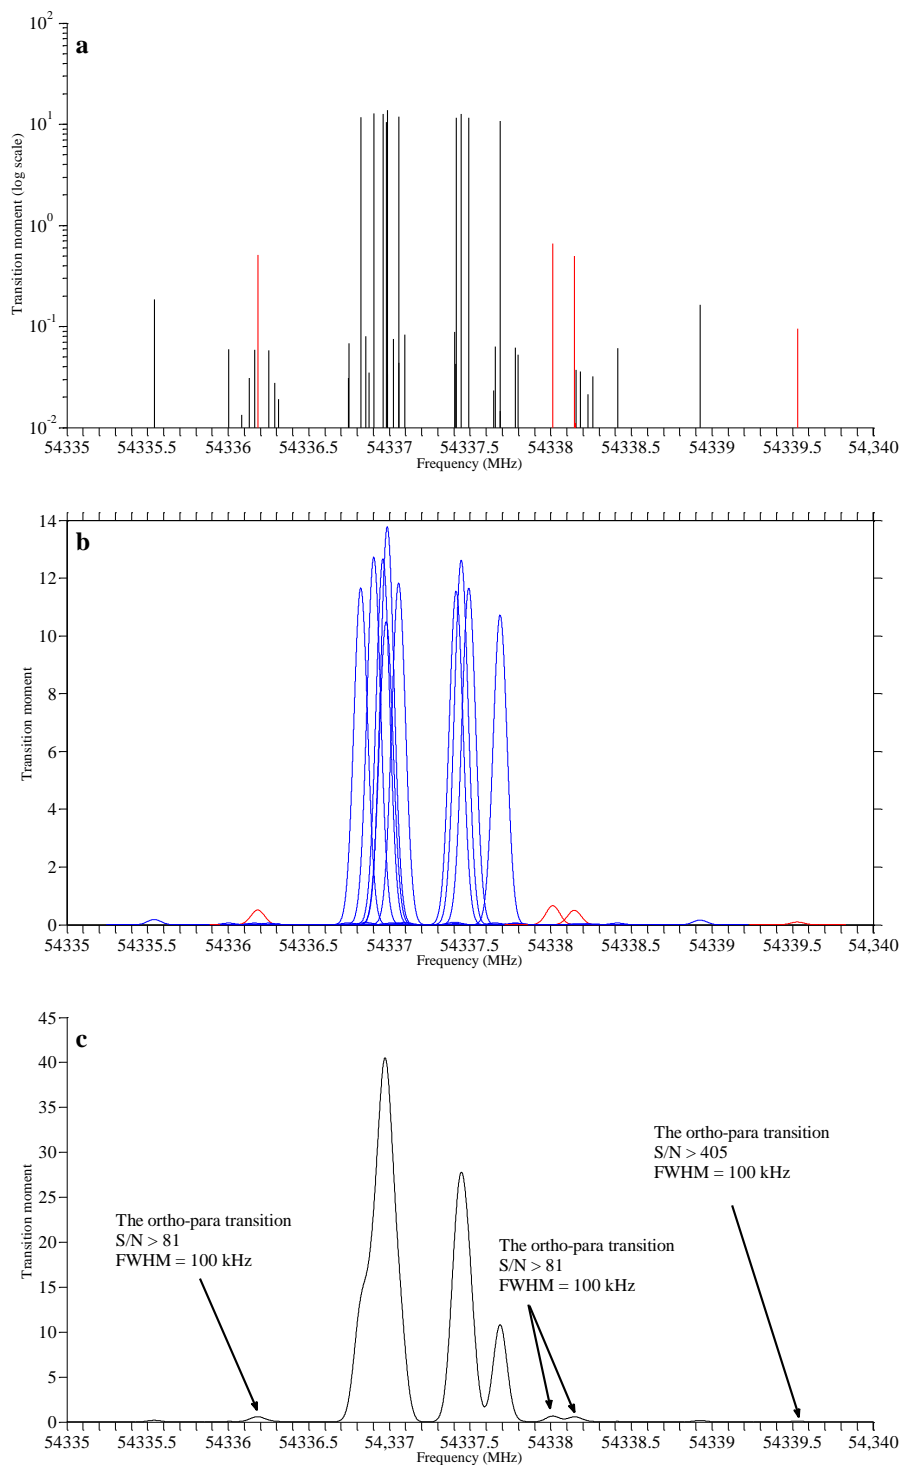 a
Transition moment (log scale)
10²
10¹
10⁰
10⁻¹
10⁻²
54335 54335.5 54336 54336.5 54337 54337.5 54338 54338.5 54339 54339.5 54,340
Frequency (MHz)
b
Transition moment
14
12
10
8
6
4
2
0
54335 54335.5 54336 54336.5 54337 54337.5 54338 54338.5 54339 54339.5 54,340
Frequency (MHz)
c
Transition moment
45
40
35
30
25
20
15
10
5
0
The ortho-para transition
S/N > 81
FWHM = 100 kHz
The ortho-para transition
S/N > 81
FWHM = 100 kHz
The ortho-para transition
S/N > 405
FWHM = 100 kHz
54335 54335.5 54336 54336.5 54,337 54337.5 54338 54338.5 54339 54339.5 54,340
Frequency (MHz)